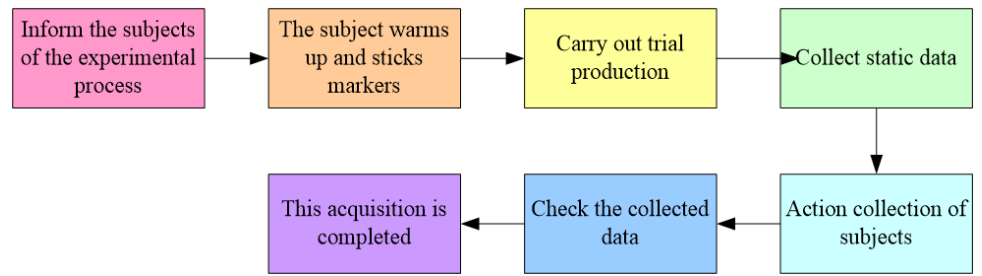 Inform the subjects
of the experimental
process
The subject warms
up and sticks
markers
Carry out trial
production
Collect static data
Action collection of
subjects
Check the collected
data
This acquisition is
completed